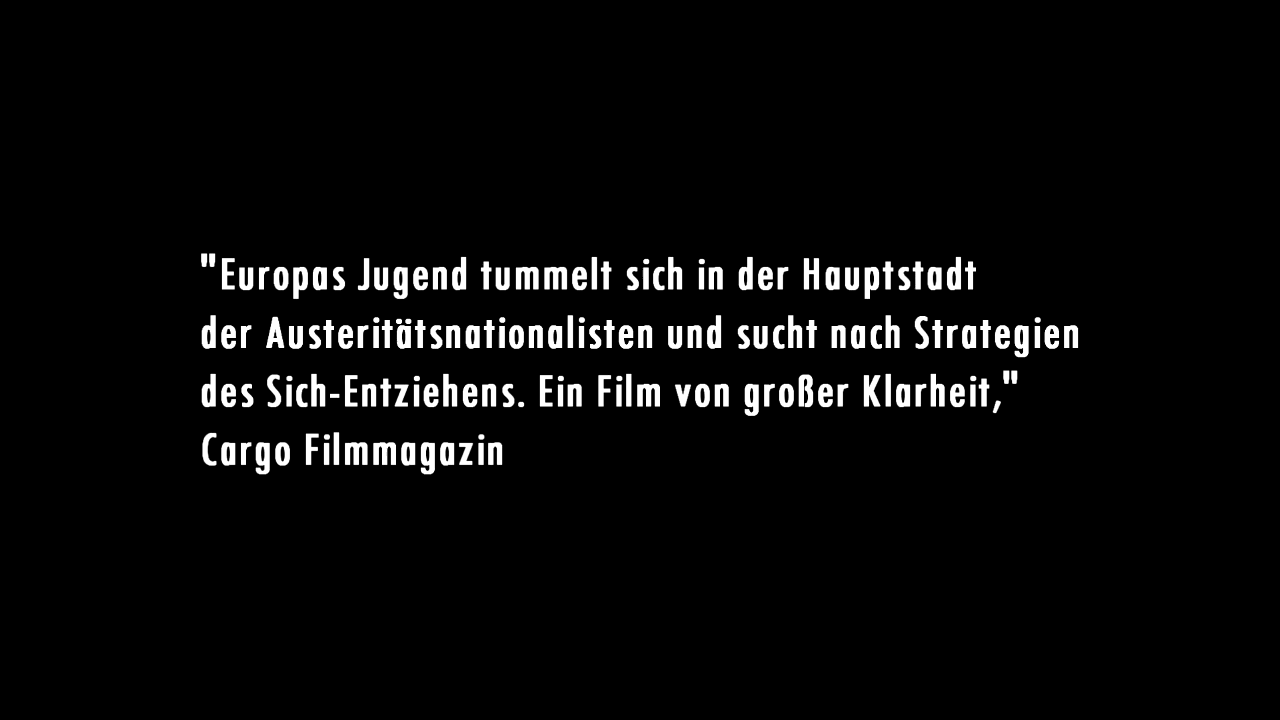 "Europas Jugend tummelt sich in der Hauptstadt
der Austeritätsnationalisten und sucht nach Strategien
des Sich-Entziehens. Ein Film von großer Klarheit,"
Cargo Filmmagazin